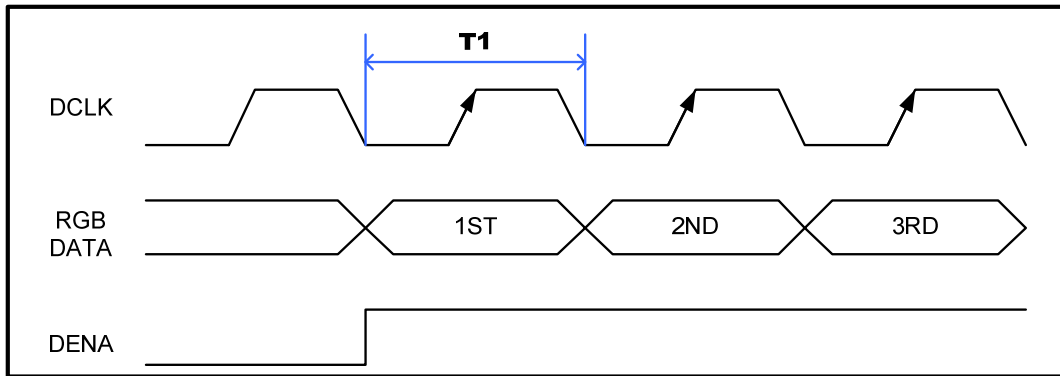 T1
DCLK
RGB
DATA
1ST
2ND
3RD
DENA